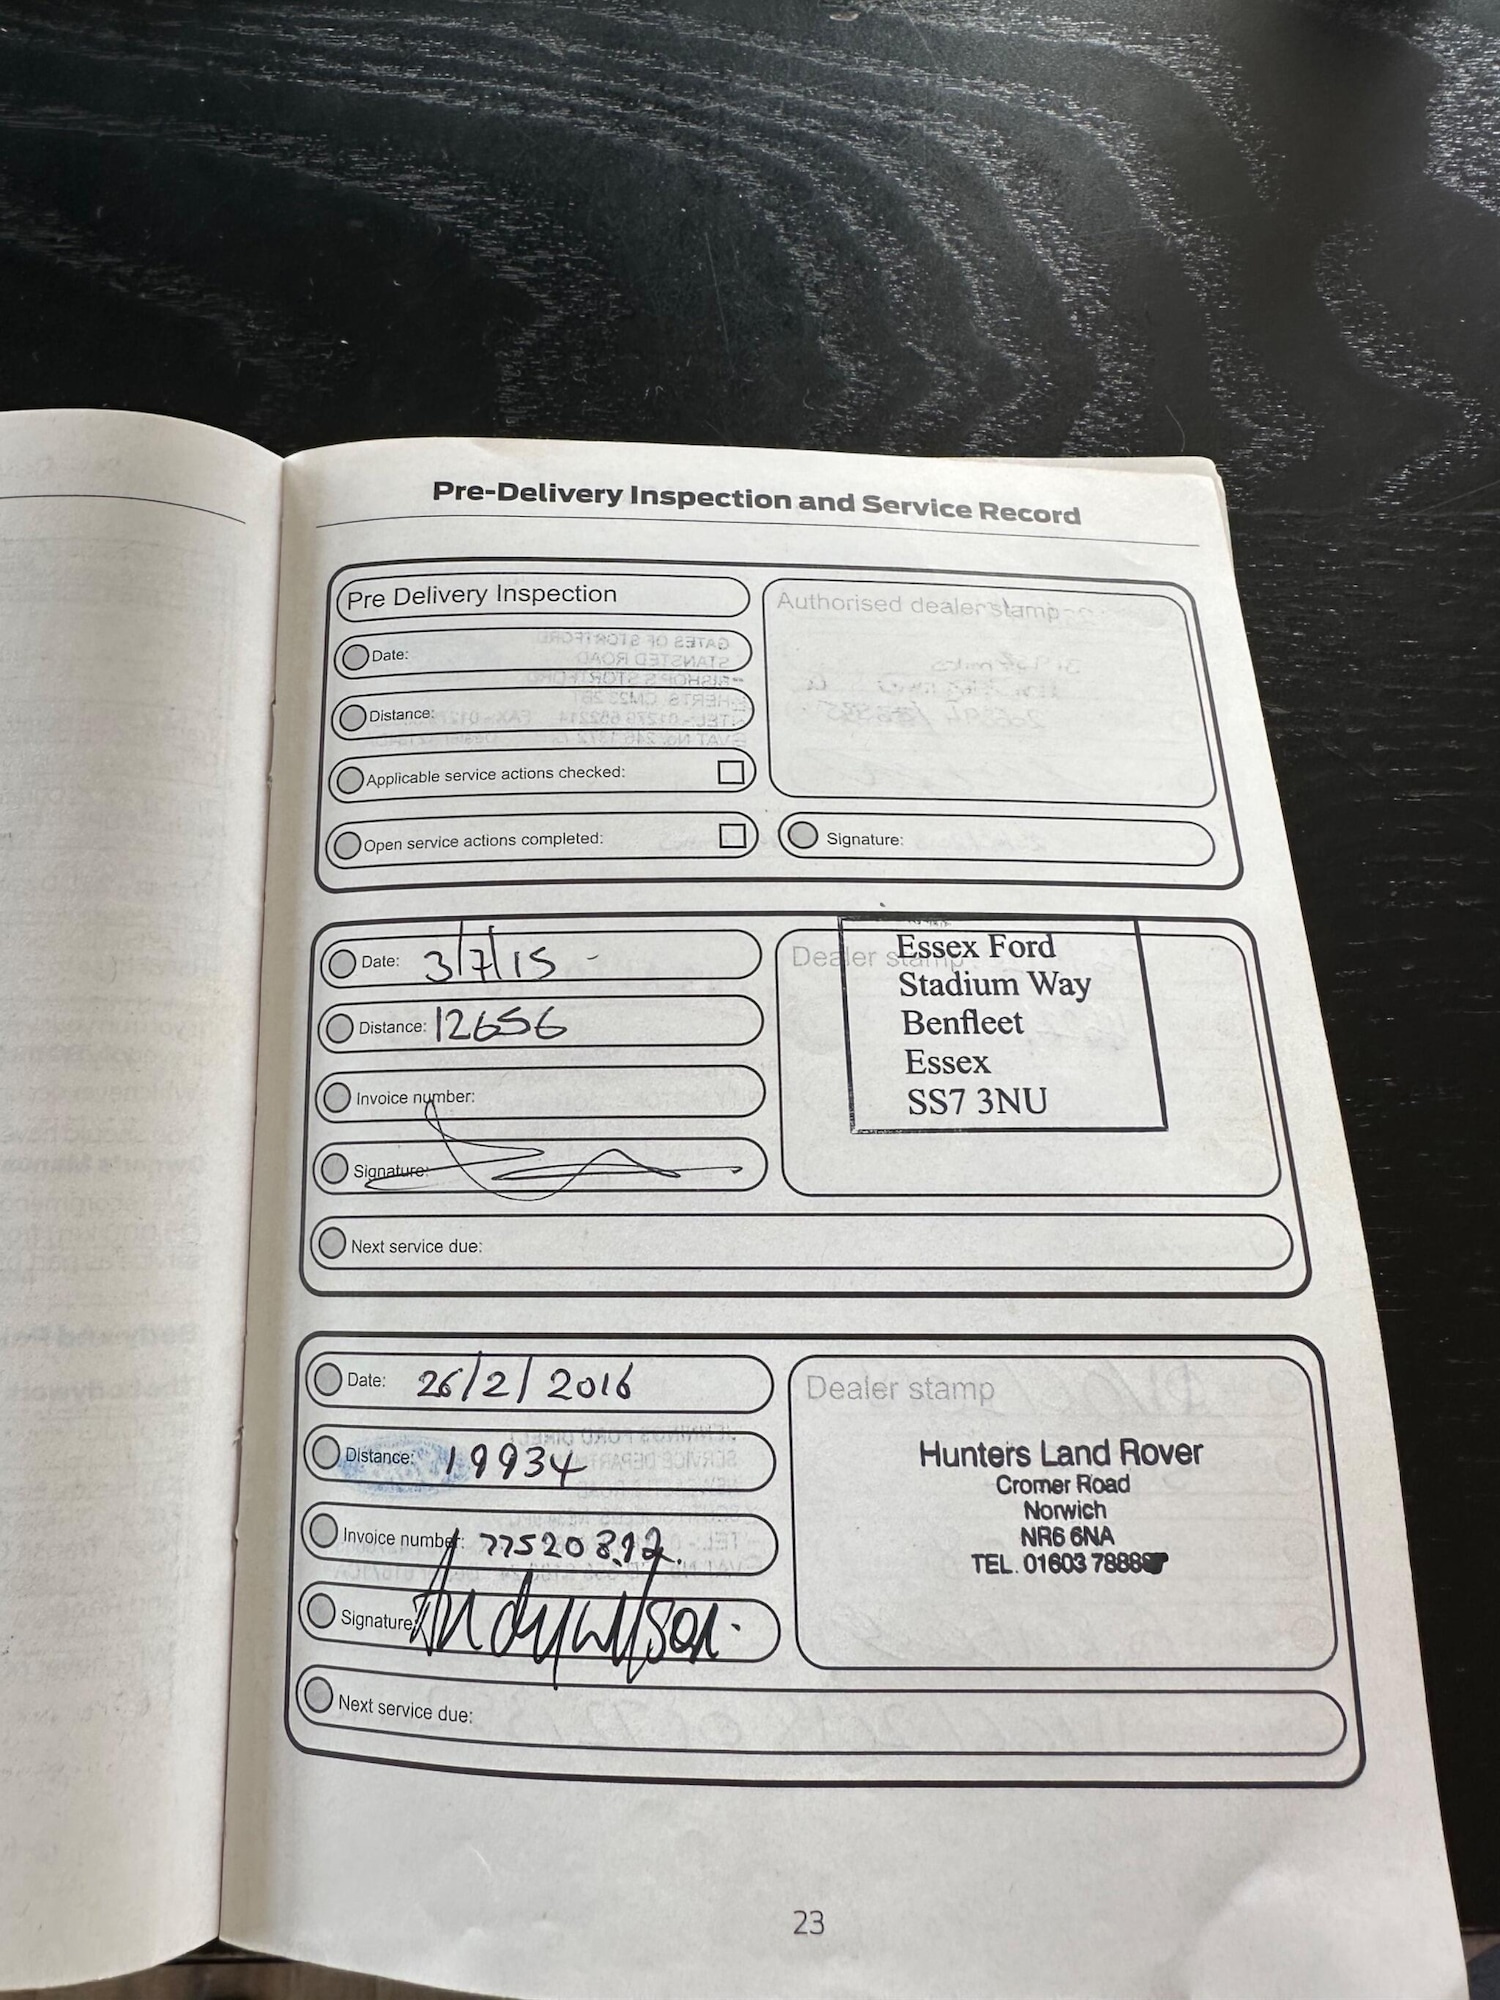 Pre-Delivery Inspection and Service Record
Pre Delivery Inspection
Authorised dealer stamp
Date:
Distance:
Applicable service actions checked:
Open service actions completed:
Signature:
Date: 3/7/15
Distance: 12656
Invoice number:
Signature:
Next service due:
Dealer stamp
Essex Ford
Stadium Way
Benfleet
Essex
SS7 3NU
Date: 26/2/2016
Distance: 19934
Invoice number:
Signature:
Next service due:
Dealer stamp
Hunters Land Rover
Cromer Road
Norwich
NR6 6NA
TEL. 01603
23